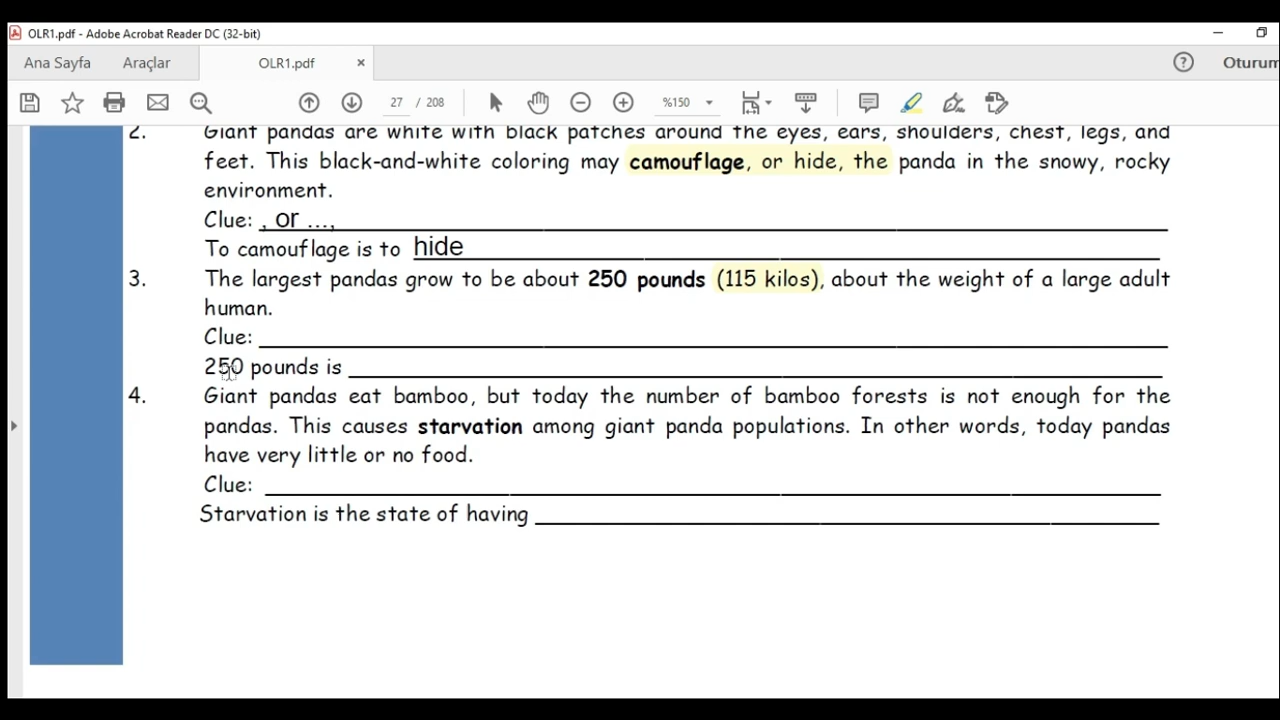 OLR1.pdf - Adobe Acrobat Reader DC (32-bit)
Ana Sayfa Araçlar OLR1.pdf × ? Oturum
27 / 208 %150
2. Giant pandas are white with black patches around the eyes, ears, shoulders, chest, legs, and
feet. This black-and-white coloring may camouflage, or hide, the panda in the snowy, rocky
environment.
Clue: , or ...,
To camouflage is to hide
3. The largest pandas grow to be about 250 pounds (115 kilos), about the weight of a large adult
human.
Clue:
250 pounds is
4. Giant pandas eat bamboo, but today the number of bamboo forests is not enough for the
pandas. This causes starvation among giant panda populations. In other words, today pandas
have very little or no food.
Clue:
Starvation is the state of having